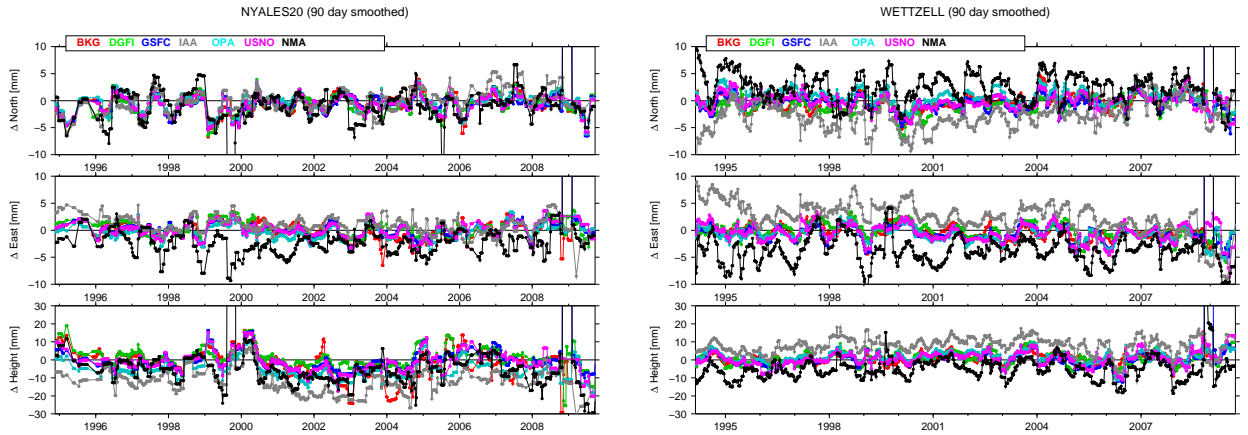 NYALES20 (90 day smoothed)
BKG DGFI GSFC IAA OPA USNO NMA
10
5
0
−5
−10
Δ North [mm]
1996 1998 2000 2002 2004 2006 2008
10
5
0
−5
−10
Δ East [mm]
1996 1998 2000 2002 2004 2006 2008
30
20
10
0
−10
−20
−30
Δ Height [mm]
1996 1998 2000 2002 2004 2006 2008
WETTZELL (90 day smoothed)
BKG DGFI GSFC IAA OPA USNO NMA
10
5
0
−5
−10
Δ North [mm]
1995 1998 2001 2004 2007
10
5
0
−5
−10
Δ East [mm]
1995 1998 2001 2004 2007
30
20
10
0
−10
−20
−30
Δ Height [mm]
1995 1998 2001 2004 2007